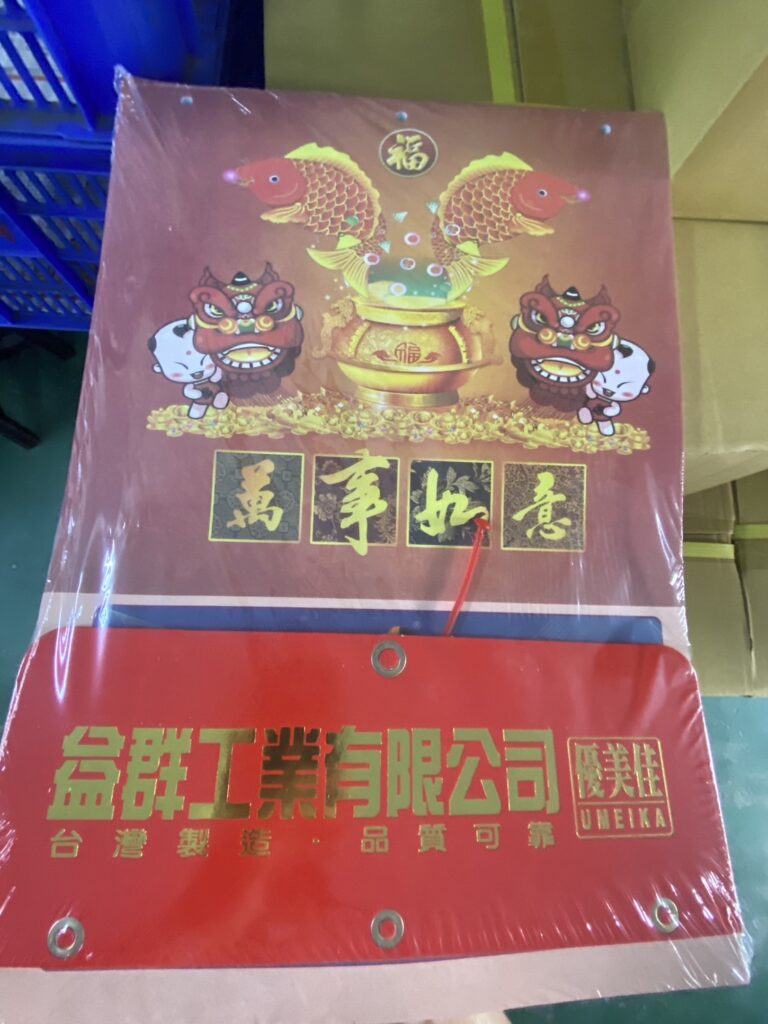 福
福
萬事如意
益群工業有限公司
優美佳
UMEIKA
台灣製造·品質可靠